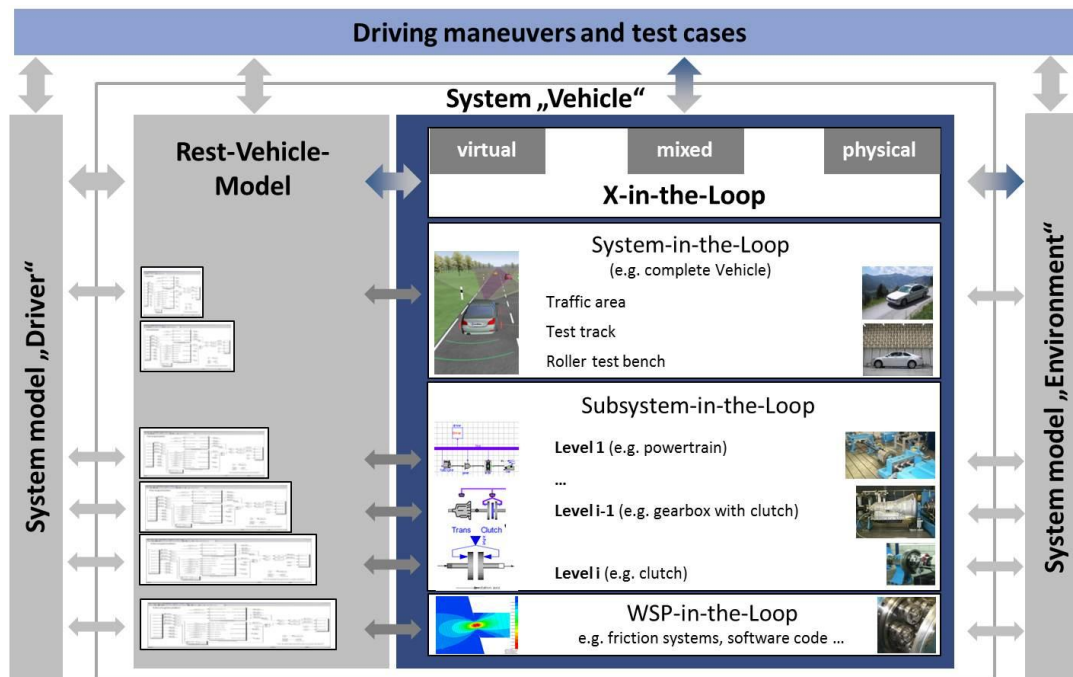 Driving maneuvers and test cases
System „Vehicle“
System model „Driver“
Rest-Vehicle-
Model
virtual
mixed
physical
X-in-the-Loop
System-in-the-Loop
(e.g. complete Vehicle)
Traffic area
Test track
Roller test bench
Subsystem-in-the-Loop
Level 1 (e.g. powertrain)
...
Level i-1 (e.g. gearbox with clutch)
Trans Clutch
Level i (e.g. clutch)
WSP-in-the-Loop
e.g. friction systems, software code ...
System model „Environment“